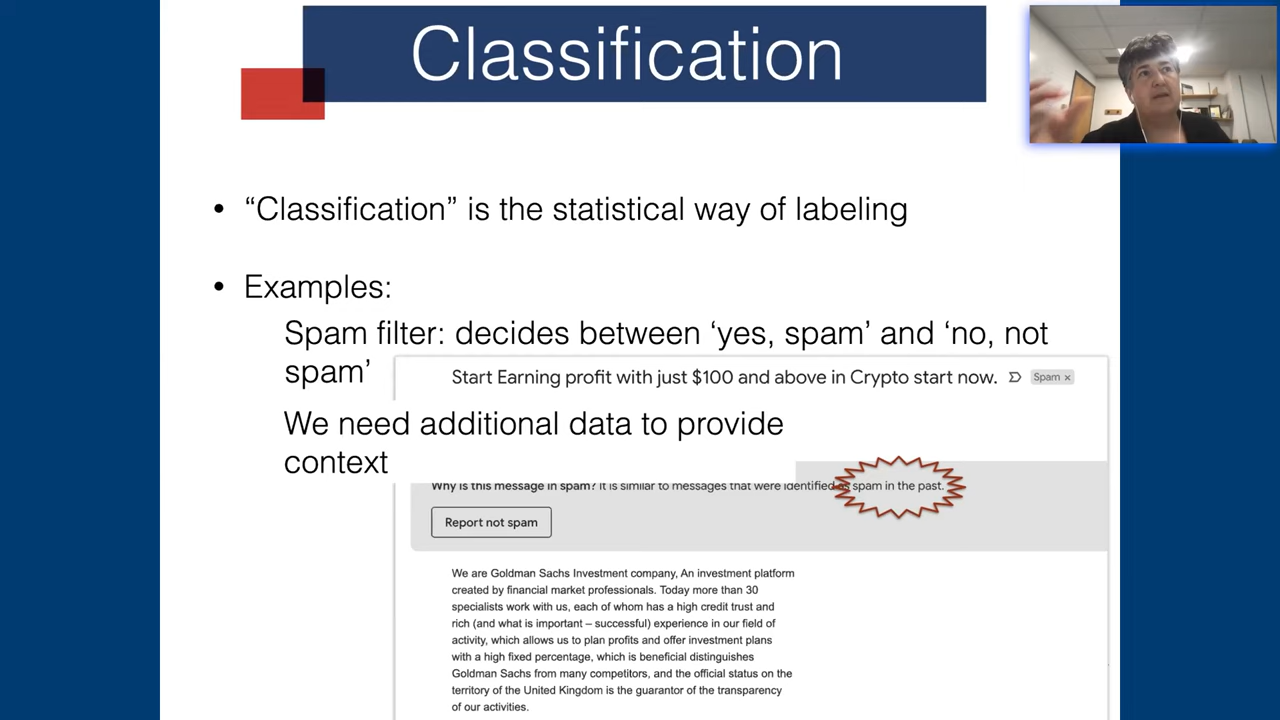 Classification
• “Classification” is the statistical way of labeling
• Examples:
Spam filter: decides between ‘yes, spam’ and ‘no, not
spam’
Start Earning profit with just $100 and above in Crypto start now.
Spam ×
We need additional data to provide
context
Why is this message in spam? It is similar to messages that were identified as spam in the past.
Report not spam
We are Goldman Sachs Investment company, An investment platform
created by financial market professionals. Today more than 30
specialists work with us, each of whom has a high credit trust and
rich (and what is important – successful) experience in our field of
activity, which allows us to plan profits and offer investment plans
with a high fixed percentage, which is beneficial distinguishes
Goldman Sachs from many competitors, and the official status on the
territory of the United Kingdom is the guarantor of the transparency
of our activities.